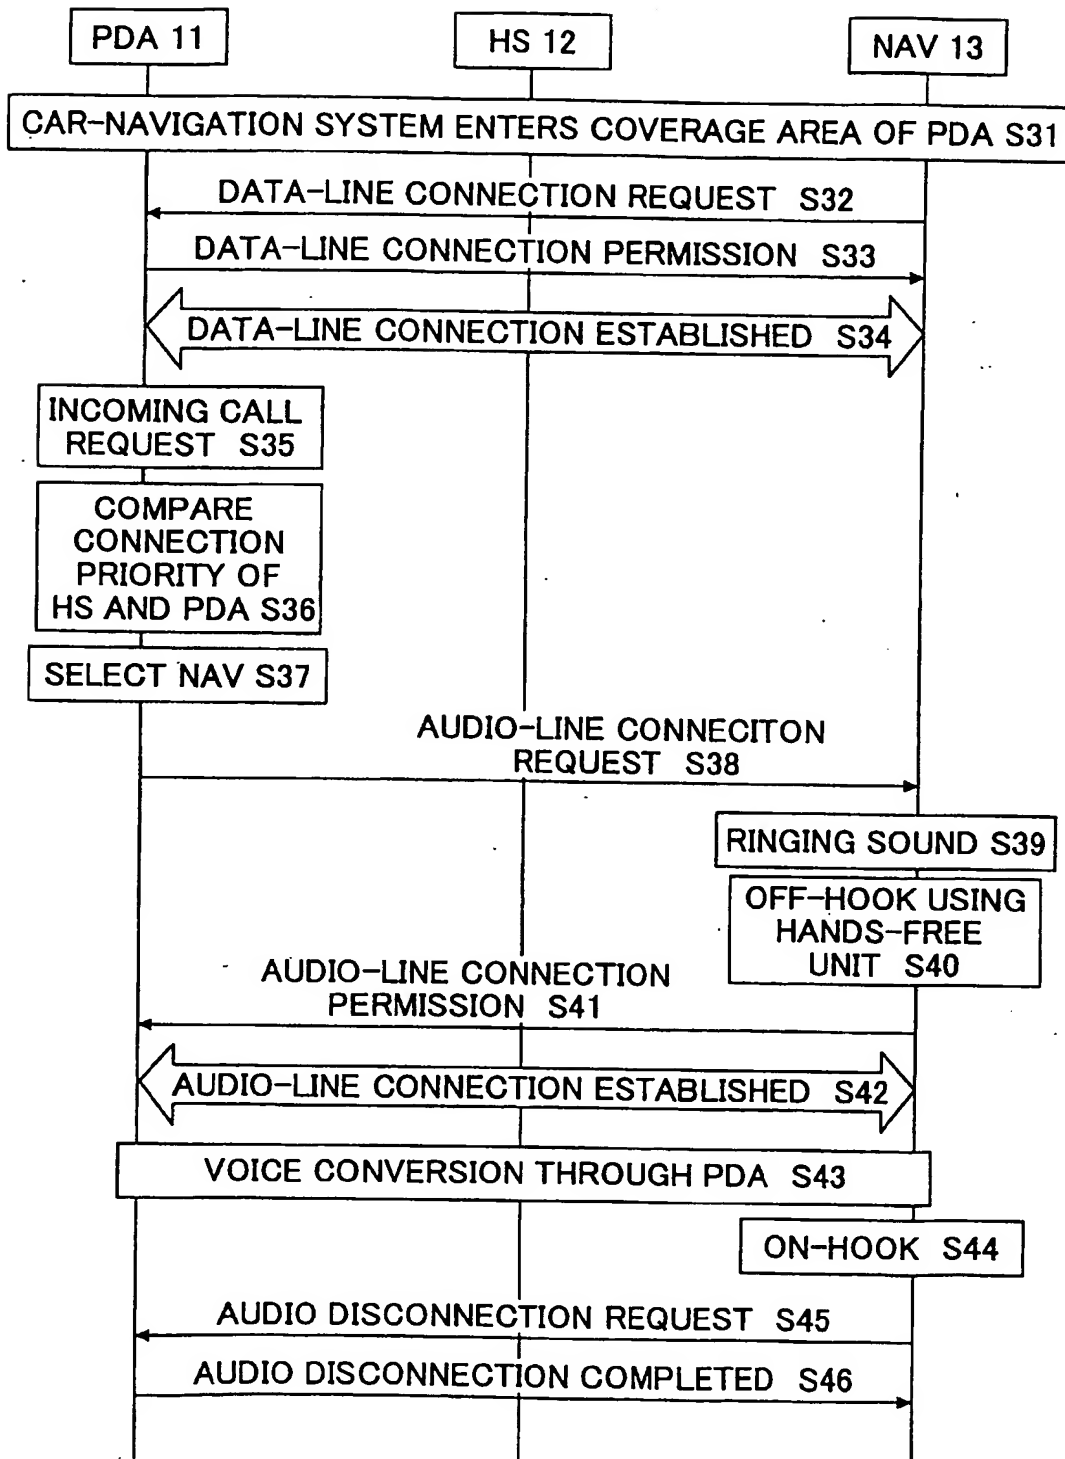 PDA 11
HS 12
NAV 13
CAR-NAVIGATION SYSTEM ENTERS COVERAGE AREA OF PDA S31
DATA-LINE CONNECTION REQUEST S32
DATA-LINE CONNECTION PERMISSION S33
DATA-LINE CONNECTION ESTABLISHED S34
INCOMING CALL
REQUEST S35
COMPARE
CONNECTION
PRIORITY OF
HS AND PDA S36
SELECT NAV S37
AUDIO-LINE CONNECITON
REQUEST S38
RINGING SOUND S39
OFF-HOOK USING
HANDS-FREE
UNIT S40
AUDIO-LINE CONNECTION
PERMISSION S41
AUDIO-LINE CONNECTION ESTABLISHED S42
VOICE CONVERSION THROUGH PDA S43
ON-HOOK S44
AUDIO DISCONNECTION REQUEST S45
AUDIO DISCONNECTION COMPLETED S46